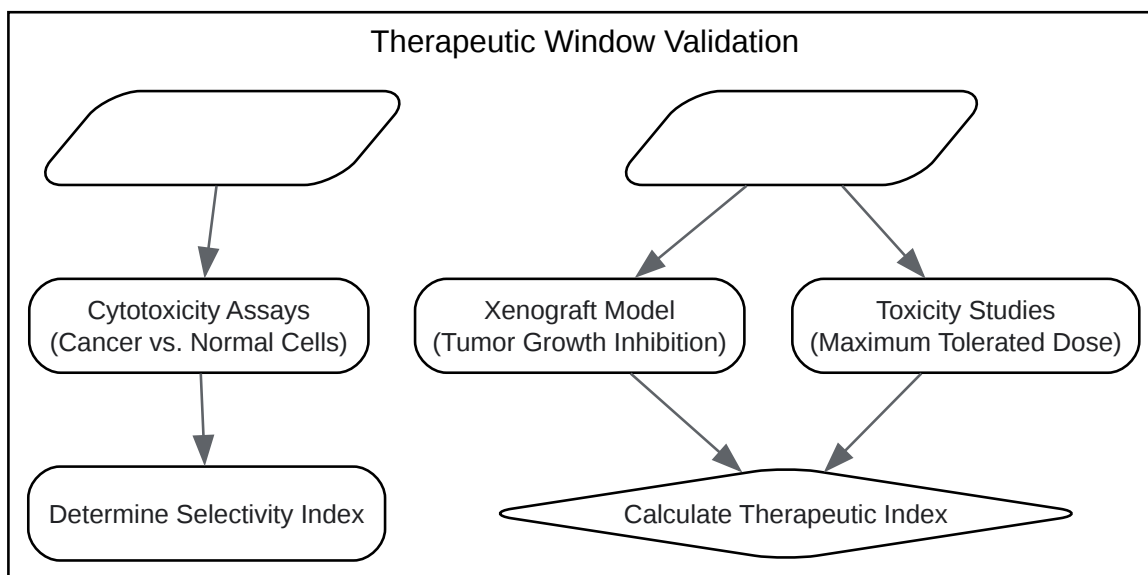 Therapeutic Window Validation
Cytotoxicity Assays
(Cancer vs. Normal Cells)
Xenograft Model
(Tumor Growth Inhibition)
Toxicity Studies
(Maximum Tolerated Dose)
Determine Selectivity Index
Calculate Therapeutic Index